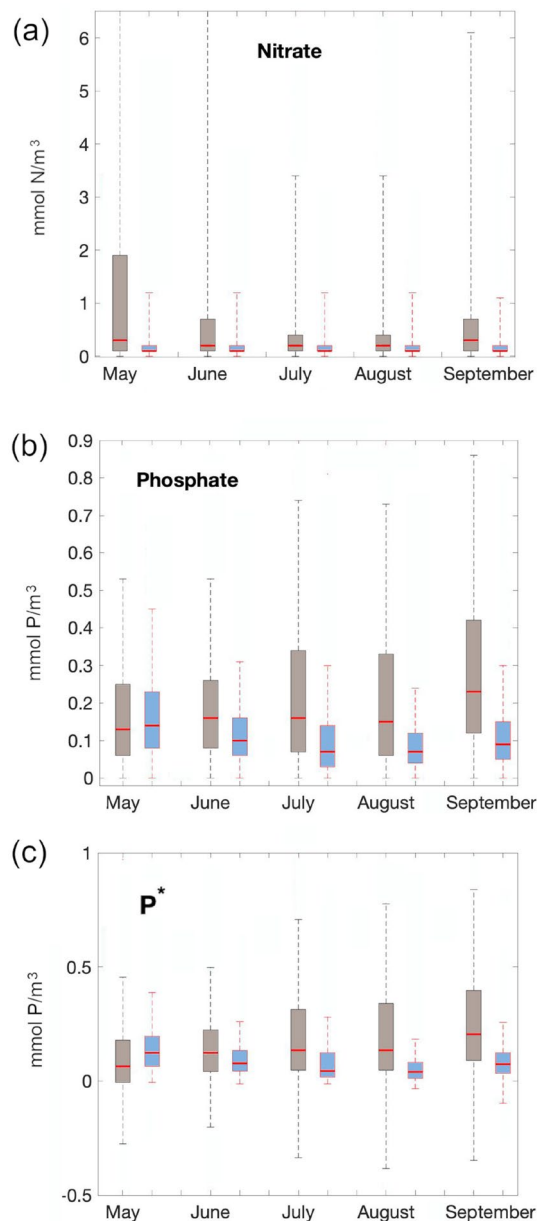 (a)
Nitrate
mmol N/m³
6
5
4
3
2
1
0
May June July August September
(b)
Phosphate
mmol P/m³
0.9
0.8
0.7
0.6
0.5
0.4
0.3
0.2
0.1
0
May June July August September
(c)
P*
mmol P/m³
1
0.5
0
-0.5
May June July August September